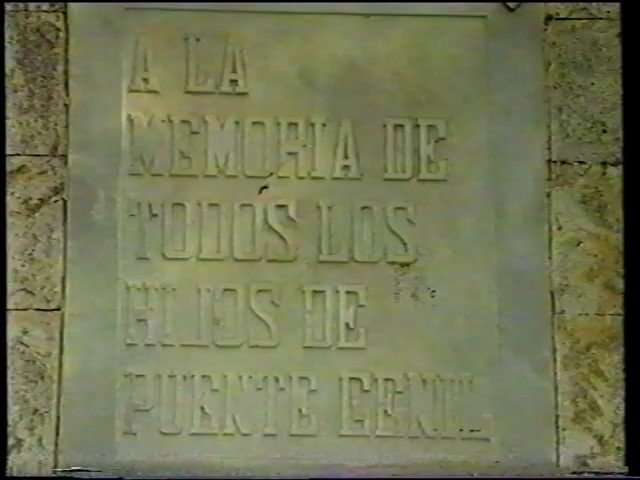 A LA
MEMORIA DE
TODOS LOS
HIJOS DE
PUENTE GENIL